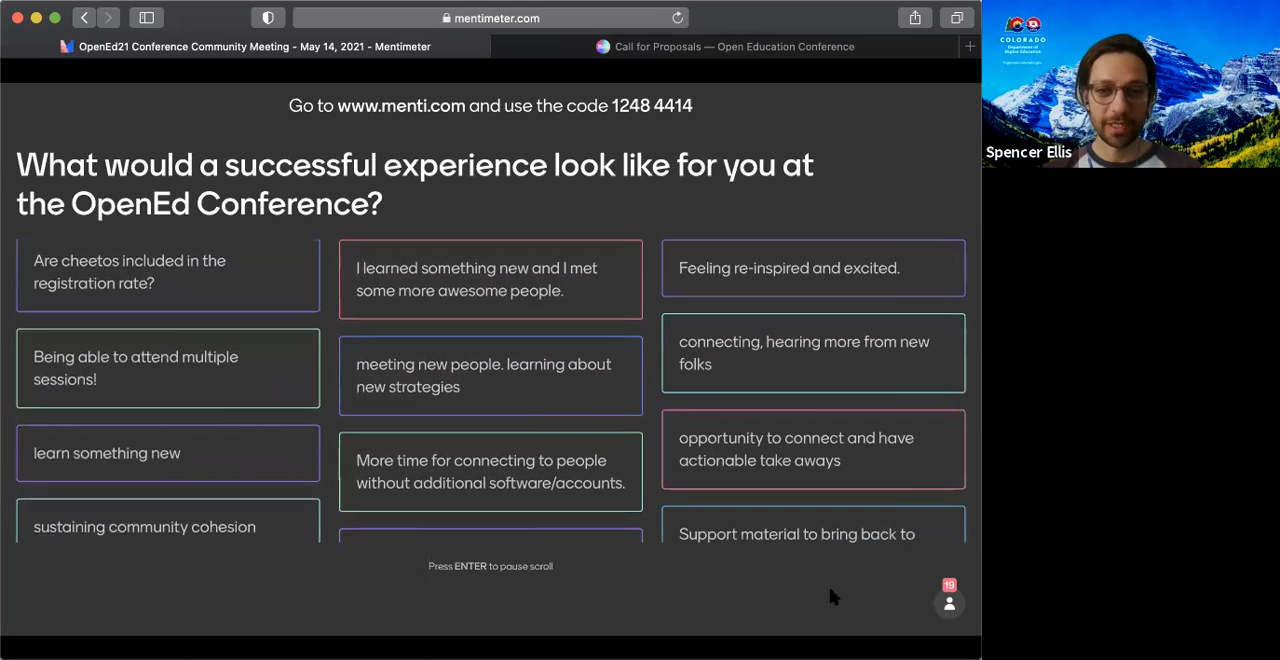 mentimeter.com
OpenEd21 Conference Community Meeting - May 14, 2021 - Mentimeter
Call for Proposals — Open Education Conference
Go to www.menti.com and use the code 1248 4414
What would a successful experience look like for you at
the OpenEd Conference?
Are cheetos included in the
registration rate?
Being able to attend multiple
sessions!
learn something new
sustaining community cohesion
I learned something new and I met
some more awesome people.
meeting new people. learning about
new strategies
More time for connecting to people
without additional software/accounts.
Feeling re-inspired and excited.
connecting, hearing more from new
folks
opportunity to connect and have
actionable take aways
Support material to bring back to
Press ENTER to pause scroll
19
COLORADO
Department of
Higher Education
Spencer Ellis